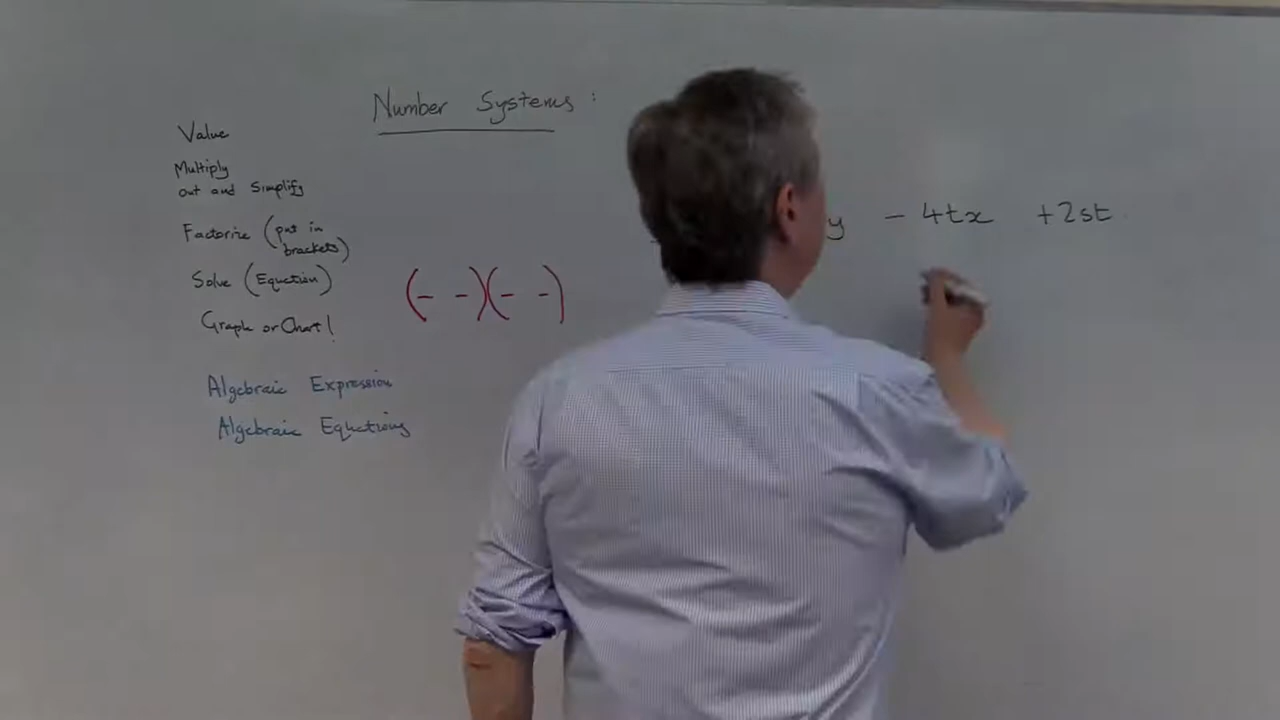 Number Systems :
Value
Multiply
out and Simplify
Factorize (put in
brackets)
Solve (Equation)
Graph or Chart!
(- -)(- -)
y - 4tx + 2st
Algebraic Expression
Algebraic Equations